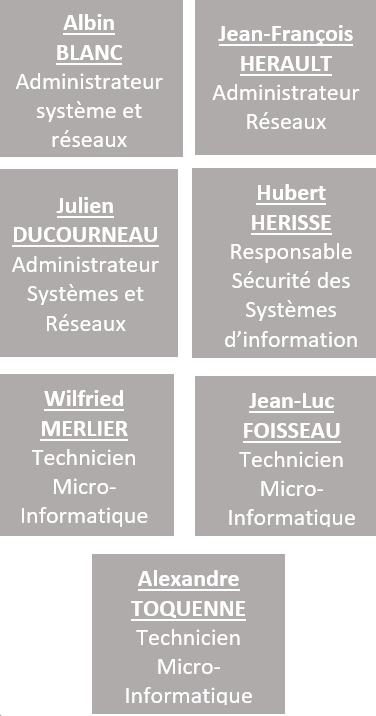 Albin
BLANC
Administrateur
système et
réseaux
Jean-François
HERAULT
Administrateur
Réseaux
Julien
DUCOURNEAU
Administrateur
Systèmes et
Réseaux
Hubert
HERISSE
Responsable
Sécurité des
Systèmes
d’information
Wilfried
MERLIER
Technicien
Micro-
Informatique
Jean-Luc
FOISSEAU
Technicien
Micro-
Informatique
Alexandre
TOQUENNE
Technicien
Micro-
Informatique